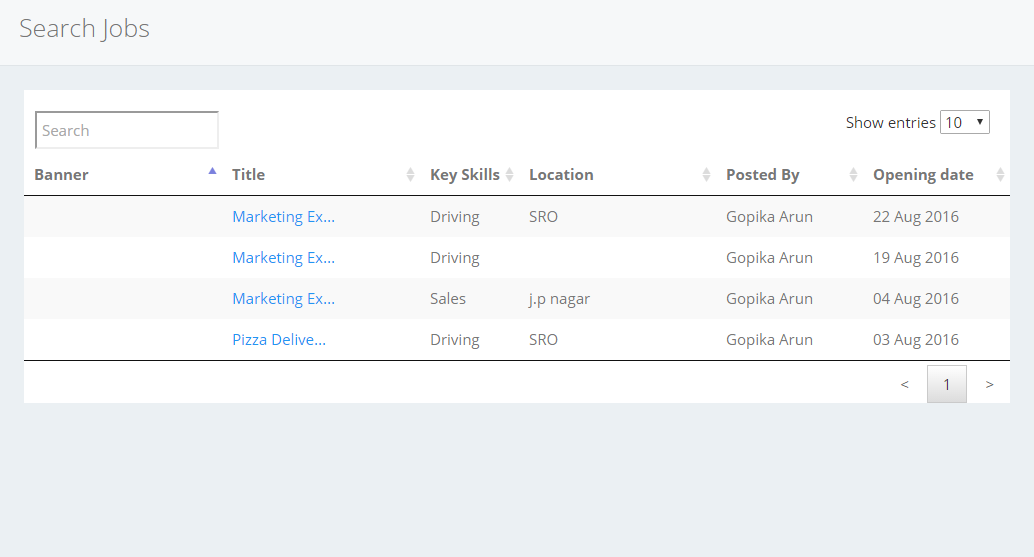 Search Jobs
Search
Show entries 10
Banner Title Key Skills Location Posted By Opening date
Marketing Ex... Driving SRO Gopika Arun 22 Aug 2016
Marketing Ex... Driving Gopika Arun 19 Aug 2016
Marketing Ex... Sales j.p nagar Gopika Arun 04 Aug 2016
Pizza Delive... Driving SRO Gopika Arun 03 Aug 2016
< 1 >